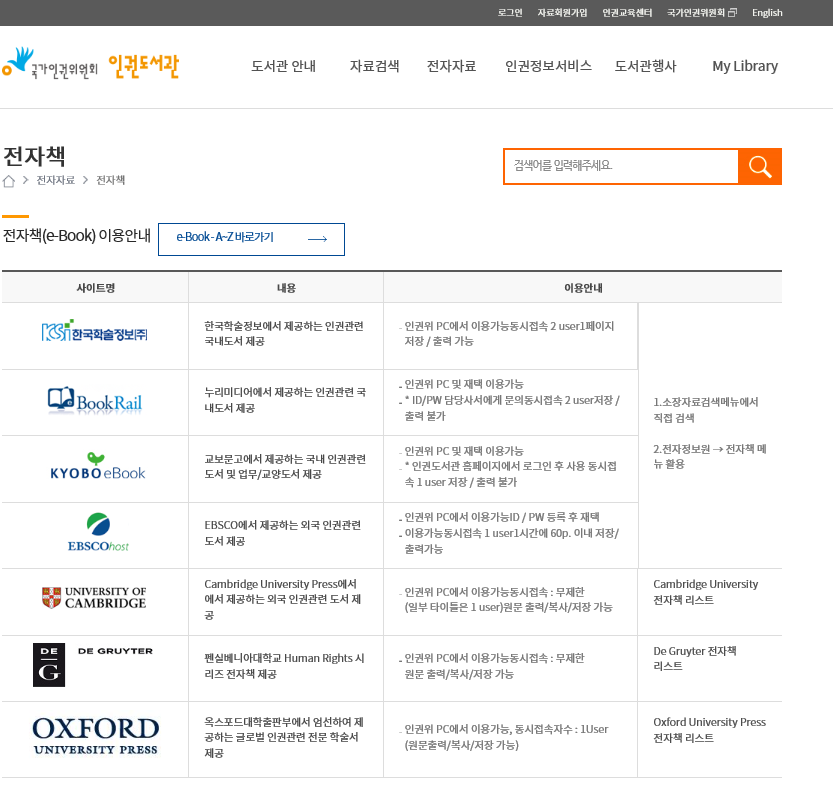 로그인 자료회원가입 인권교육센터 국가인권위원회 English
국가인권위원회 인권도서관
도서관 안내 자료검색 전자자료 인권정보서비스 도서관행사 My Library
전자책
검색어를 입력해주세요.
전자자료 전자책
전자책(e-Book) 이용안내
e-Book - A~Z 바로가기
사이트명 내용 이용안내
한국학술정보(주)
한국학술정보에서 제공하는 인권관련
국내도서 제공
- 인권위 PC에서 이용가능동시접속 2 user1페이지
저장 / 출력 가능
BookRail
누리미디어에서 제공하는 인권관련 국
내도서 제공
- 인권위 PC 및 재택 이용가능
- * ID/PW 담당사서에게 문의동시접속 2 user저장 /
출력 불가
KYOBO eBook
교보문고에서 제공하는 국내 인권관련
도서 및 업무/교양도서 제공
- 인권위 PC 및 재택 이용가능
- * 인권도서관 홈페이지에서 로그인 후 사용 동시접
속 1 user 저장 / 출력 불가
EBSCOhost
EBSCO에서 제공하는 외국 인권관련
도서 제공
- 인권위 PC에서 이용가능ID / PW 등록 후 재택
- 이용가능동시접속 1 user1시간에 60p. 이내 저장/
출력가능
1.소장자료검색메뉴에서
직접 검색
2.전자정보원 → 전자책 메
뉴 활용
UNIVERSITY OF
CAMBRIDGE
Cambridge University Press에서
에서 제공하는 외국 인권관련 도서 제
공
- 인권위 PC에서 이용가능동시접속 : 무제한
(일부 타이틀은 1 user)원문 출력/복사/저장 가능
Cambridge University
전자책 리스트
DE
G
DE GRUYTER
펜실베니아대학교 Human Rights 시
리즈 전자책 제공
- 인권위 PC에서 이용가능동시접속 : 무제한
원문 출력/복사/저장 가능
De Gruyter 전자책
리스트
OXFORD
UNIVERSITY PRESS
옥스포드대학출판부에서 엄선하여 제
공하는 글로벌 인권관련 전문 학술서
제공
- 인권위 PC에서 이용가능, 동시접속자수 : 1User
(원문출력/복사/저장 가능)
Oxford University Press
전자책 리스트